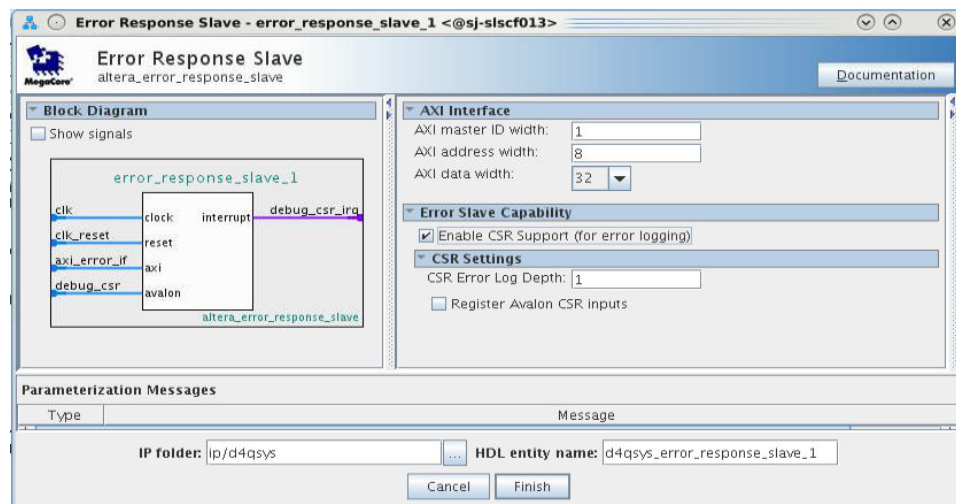 Error Response Slave - error_response_slave_1 <@sj-slscf013>
MegaCore'
Error Response Slave
altera_error_response_slave
Documentation
Block Diagram
Show signals
error_response_slave_1
clk
clock
interrupt
debug_csr_irq
clk_reset
reset
axi_error_if
axi
debug_csr
avalon
altera_error_response_slave
AXI Interface
AXI master ID width: 1
AXI address width: 8
AXI data width: 32
Error Slave Capability
Enable CSR Support (for error logging)
CSR Settings
CSR Error Log Depth: 1
Register Avalon CSR inputs
Parameterization Messages
Type Message
IP folder: ip/d4qsys ... HDL entity name: d4qsys_error_response_slave_1
Cancel Finish